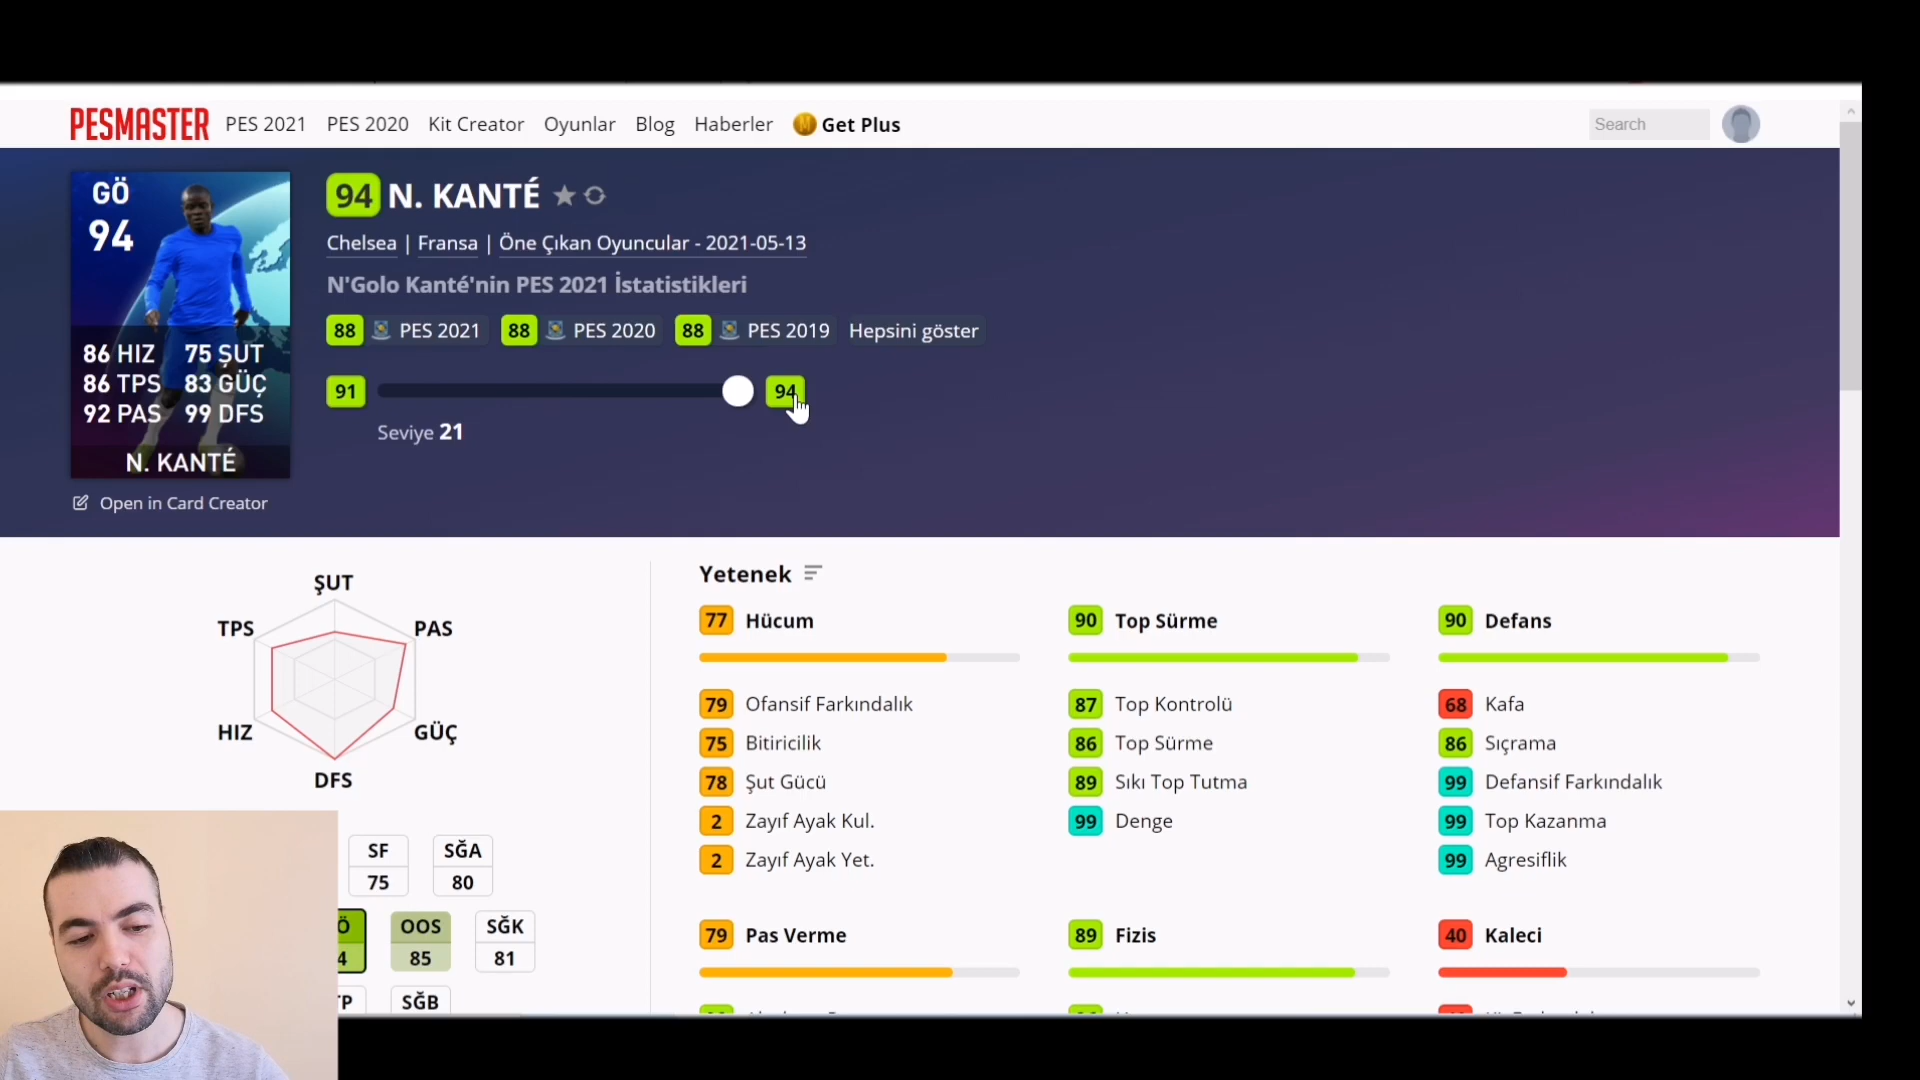 PESMASTER PES 2021 PES 2020 Kit Creator Oyunlar Blog Haberler Get Plus Search
GÖ
94
86 HIZ 75 ŞUT
86 TPS 83 GÜÇ
92 PAS 99 DFS
N. KANTÉ
Open in Card Creator
94 N. KANTÉ
Chelsea | Fransa | Öne Çıkan Oyuncular - 2021-05-13
N'Golo Kanté'nin PES 2021 İstatistikleri
88 PES 2021 88 PES 2020 88 PES 2019 Hepsini göster
91 94
Seviye 21
ŞUT
TPS PAS
HIZ GÜÇ
DFS
SF SĞA
75 80
Ö OOS SĞK
4 85 81
P SĞB
Yetenek
77 Hücum
79 Ofansif Farkındalık
75 Bitiricilik
78 Şut Gücü
2 Zayıf Ayak Kul.
2 Zayıf Ayak Yet.
90 Top Sürme
87 Top Kontrolü
86 Top Sürme
89 Sıkı Top Tutma
99 Denge
90 Defans
68 Kafa
86 Sıçrama
99 Defansif Farkındalık
99 Top Kazanma
99 Agresiflik
79 Pas Verme
89 Fizis
40 Kaleci